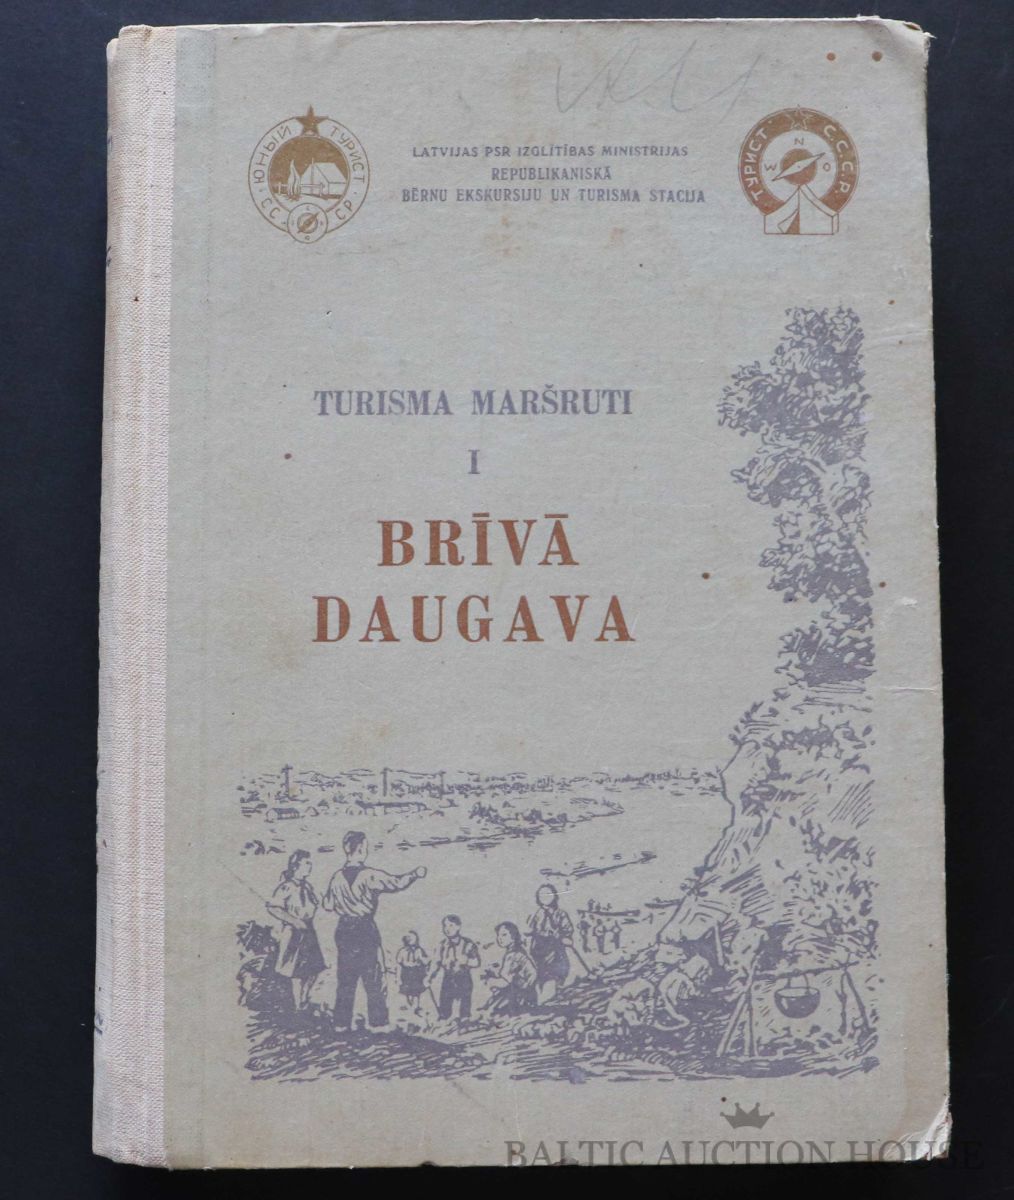 ЮНЫЙ ТУРИСТ
СССР
LATVIJAS PSR IZGLĪTĪBAS MINISTRIJAS
REPUBLIKANISKĀ
BĒRNU EKSKURSIJU UN TURISMA STACIJA
ТУРИСТ С.С.С.Р.
N
W O
TURISMA MARŠRUTI
I
BRĪVĀ
DAUGAVA
BALTIC AUCTION HOUSE